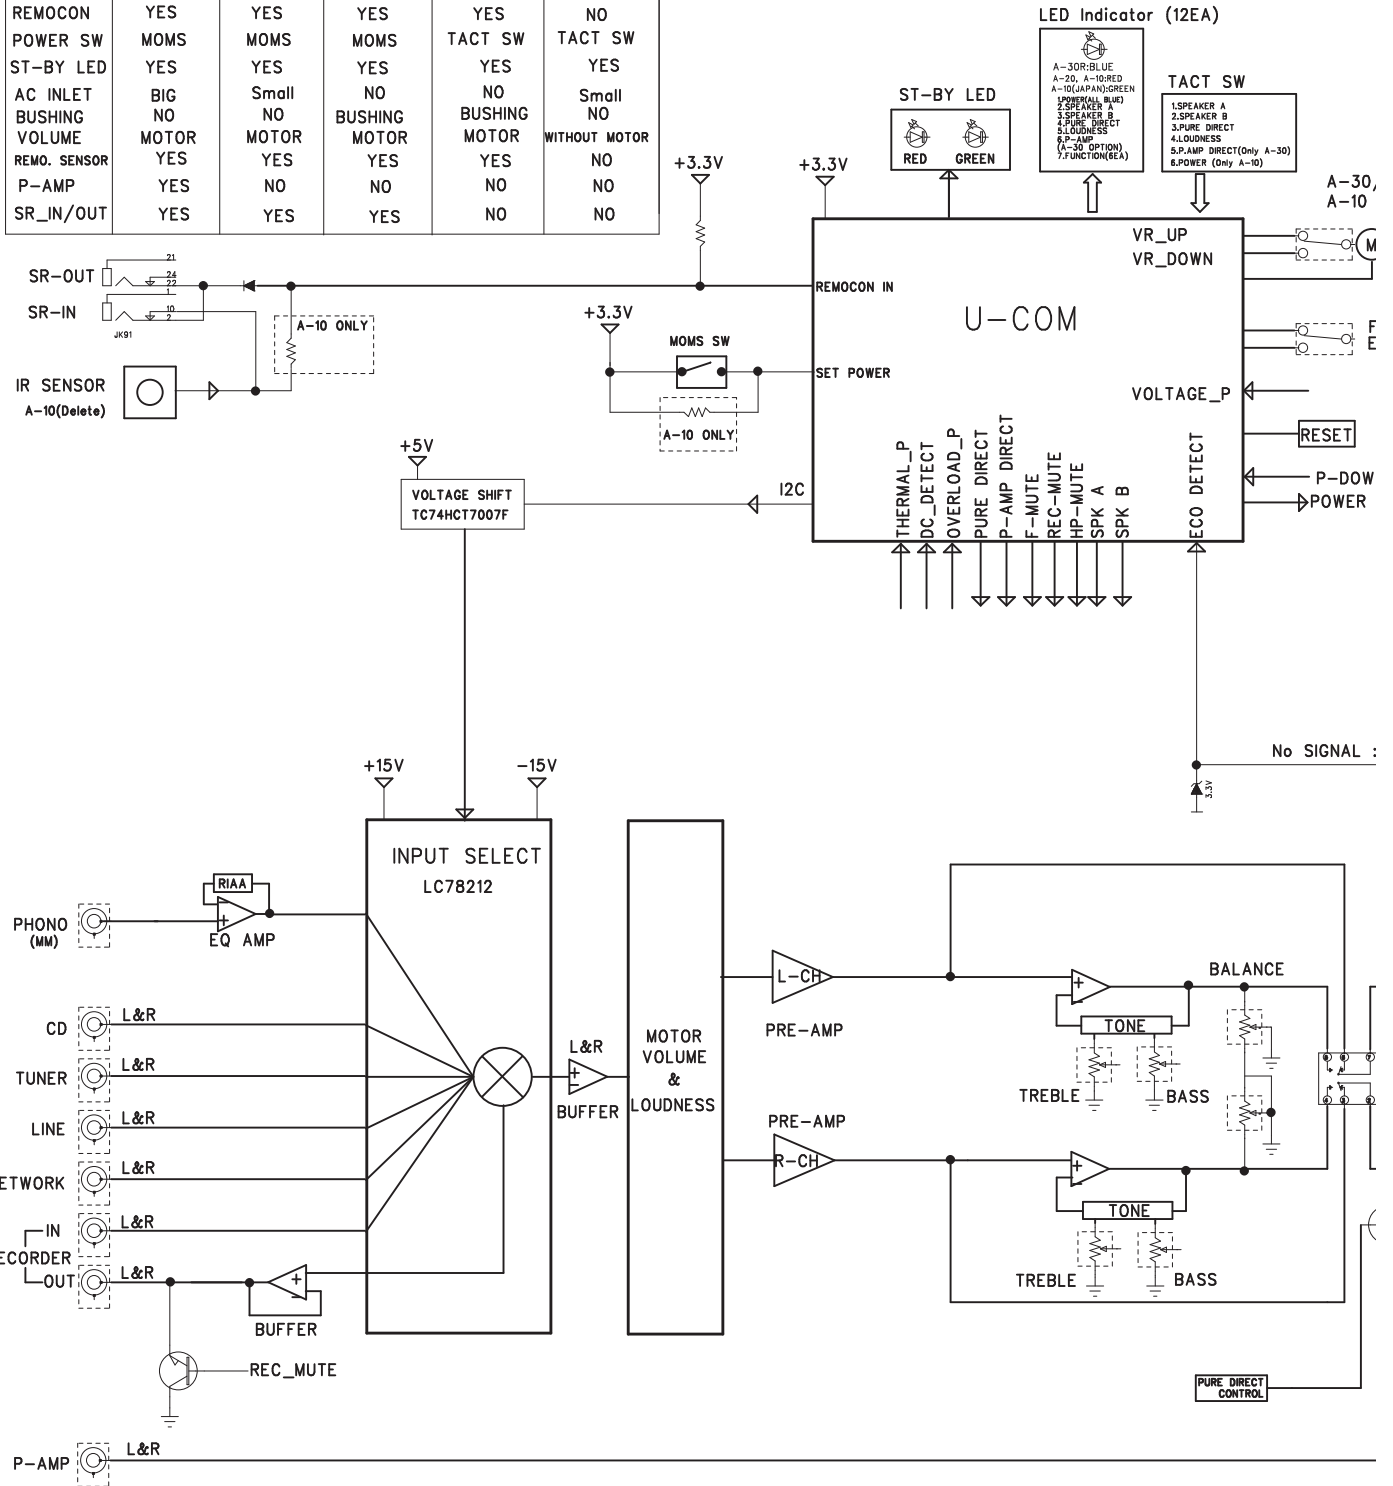 REMOCON YES YES YES YES NO
POWER SW MOMS MOMS MOMS TACT SW TACT SW
ST-BY LED YES YES YES YES YES
AC INLET BIG Small NO NO Small
BUSHING NO NO BUSHING BUSHING NO
VOLUME MOTOR MOTOR MOTOR MOTOR WITHOUT MOTOR
REMO. SENSOR YES YES YES YES NO
P-AMP YES NO NO NO NO
SR_IN/OUT YES YES YES NO NO
LED Indicator (12EA)
A-30R:BLUE
A-20, A-10:RED
A-10(JAPAN):GREEN
1.POWER(ALL BLUE)
2.SPEAKER A
3.SPEAKER B
4.PURE DIRECT
5.LOUDNESS
6.P-AMP
(A-30 OPTION)
7.FUNCTION(6EA)
TACT SW
1.SPEAKER A
2.SPEAKER B
3.PURE DIRECT
4.LOUDNESS
5.P.AMP DIRECT(Only A-30)
6.POWER (Only A-10)
ST-BY LED
RED GREEN
+3.3V
+3.3V
A-30/
A-10
VR_UP
VR_DOWN
M
SR-OUT
21
24
22
SR-IN
1
10
2
JK91
A-10 ONLY
IR SENSOR
A-10(Delete)
REMOCON IN
U-COM
+3.3V
MOMS SW
SET POWER
A-10 ONLY
F
E
VOLTAGE_P
RESET
P-DOW
POWER
+5V
VOLTAGE SHIFT
TC74HCT7007F
I2C
THERMAL_P
DC_DETECT
OVERLOAD_P
PURE DIRECT
P-AMP DIRECT
F-MUTE
REC-MUTE
HP-MUTE
SPK A
SPK B
ECO DETECT
No SIGNAL :
3.3V
+15V
-15V
INPUT SELECT
LC78212
RIAA
PHONO
(MM)
EQ AMP
CD
L&R
TUNER
L&R
LINE
L&R
ETWORK
L&R
IN
L&R
ECORDER
OUT
L&R
BUFFER
REC_MUTE
L&R
BUFFER
MOTOR
VOLUME
&
LOUDNESS
L-CH
PRE-AMP
PRE-AMP
R-CH
TONE
TREBLE
BASS
BALANCE
TONE
TREBLE
BASS
PURE DIRECT
CONTROL
P-AMP
L&R